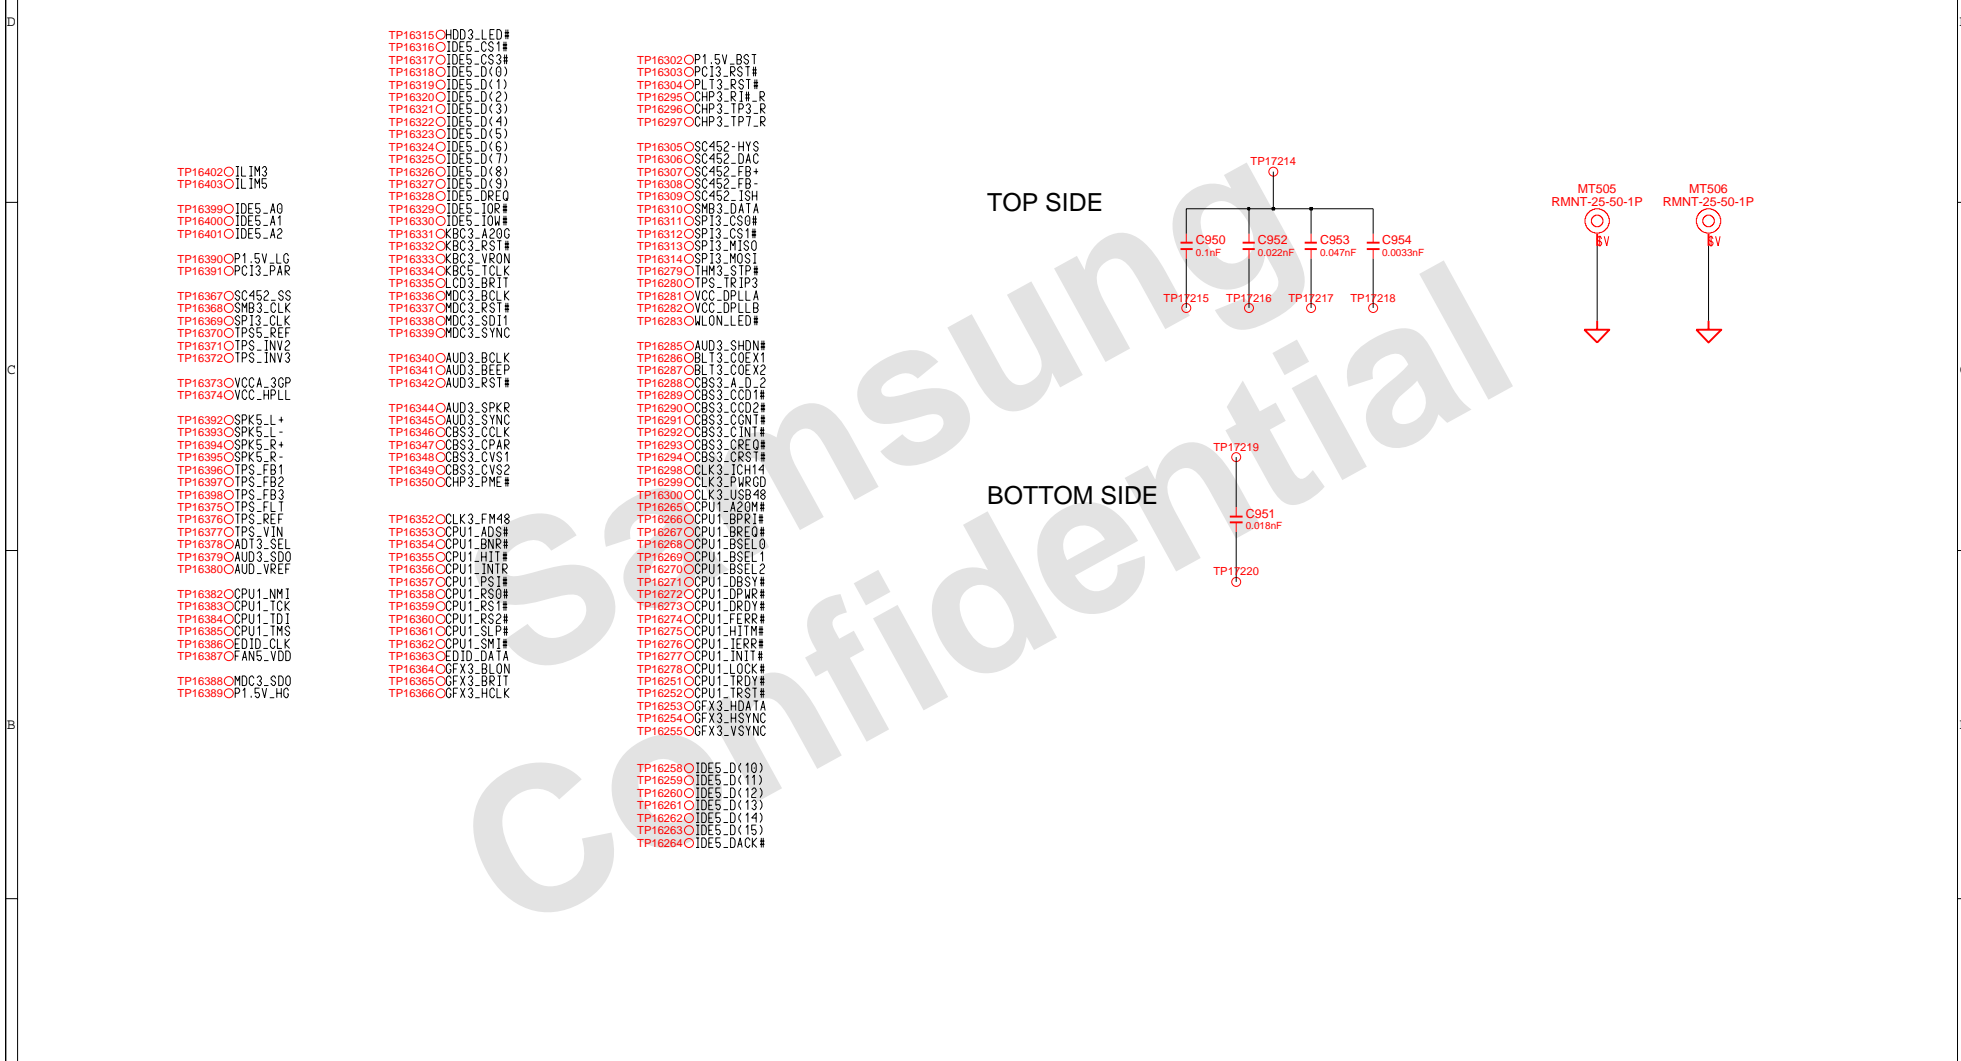 D
TP16402 ILIM3
TP16403 ILIM5
TP16399 IDE5_A0
TP16400 IDE5_A1
TP16401 IDE5_A2
TP16390 P1.5V_LG
TP16391 PCI3_PAR
TP16367 SC452_SS
TP16368 SMB3_CLK
TP16369 SPI3_CLK
TP16370 TPS5_REF
TP16371 TPS_INV2
TP16372 TPS_INV3
TP16373 VCCA_3GP
TP16374 VCC_HPLL
TP16392 SPK5_L+
TP16393 SPK5_L-
TP16394 SPK5_R+
TP16395 SPK5_R-
TP16396 TPS_FB1
TP16397 TPS_FB2
TP16398 TPS_FB3
TP16375 TPS_FLT
TP16376 TPS_REF
TP16377 TPS_VIN
TP16378 ADT3_SEL
TP16379 AUD3_SDO
TP16380 AUD_VREF
TP16382 CPU1_NMI
TP16383 CPU1_TCK
TP16384 CPU1_TDI
TP16385 CPU1_TMS
TP16386 EDID_CLK
TP16387 FAN5_VDD
TP16388 MDC3_SDO
TP16389 P1.5V_HG
TP16315 HDD3_LED#
TP16316 IDE5_CS1#
TP16317 IDE5_CS3#
TP16318 IDE5_D(0)
TP16319 IDE5_D(1)
TP16320 IDE5_D(2)
TP16321 IDE5_D(3)
TP16322 IDE5_D(4)
TP16323 IDE5_D(5)
TP16324 IDE5_D(6)
TP16325 IDE5_D(7)
TP16326 IDE5_D(8)
TP16327 IDE5_D(9)
TP16328 IDE5_DREQ
TP16329 IDE5_IOR#
TP16330 IDE5_IOW#
TP16331 KBC3_A20G
TP16332 KBC3_RST#
TP16333 KBC3_VRON
TP16334 KBC5_TCLK
TP16335 LCD3_BRIT
TP16336 MDC3_BCLK
TP16337 MDC3_RST#
TP16338 MDC3_SDI1
TP16339 MDC3_SYNC
TP16340 AUD3_BCLK
TP16341 AUD3_BEEP
TP16342 AUD3_RST#
TP16344 AUD3_SPKR
TP16345 AUD3_SYNC
TP16346 CBS3_CCLK
TP16347 CBS3_CPAR
TP16348 CBS3_CVS1
TP16349 CBS3_CVS2
TP16350 CHP3_PME#
TP16352 CLK3_FM48
TP16353 CPU1_ADS#
TP16354 CPU1_BNR#
TP16355 CPU1_HIT#
TP16356 CPU1_INTR
TP16357 CPU1_PSI#
TP16358 CPU1_RS0#
TP16359 CPU1_RS1#
TP16360 CPU1_RS2#
TP16361 CPU1_SLP#
TP16362 CPU1_SMI#
TP16363 EDID_DATA
TP16364 GFX3_BLON
TP16365 GFX3_BRIT
TP16366 GFX3_HCLK
TP16302 P1.5V_BST
TP16303 PCI3_RST#
TP16304 PLT3_RST#
TP16295 CHP3_RI#_R
TP16296 CHP3_TP3_R
TP16297 CHP3_TP7_R
TP16305 SC452-HYS
TP16306 SC452_DAC
TP16307 SC452_FB+
TP16308 SC452_FB-
TP16309 SC452_ISH
TP16310 SMB3_DATA
TP16311 SPI3_CS0#
TP16312 SPI3_CS1#
TP16313 SPI3_MISO
TP16314 SPI3_MOSI
TP16279 THM3_STP#
TP16280 TPS_TRIP3
TP16281 VCC_DPLLA
TP16282 VCC_DPLLB
TP16283 WLON_LED#
TP16285 AUD3_SHDN#
TP16286 BLT3_COEX1
TP16287 BLT3_COEX2
TP16288 CBS3_A_D_2
TP16289 CBS3_CCD1#
TP16290 CBS3_CCD2#
TP16291 CBS3_CGNT#
TP16292 CBS3_CINT#
TP16293 CBS3_CREQ#
TP16294 CBS3_CRST#
TP16298 CLK3_ICH14
TP16299 CLK3_PWRGD
TP16300 CLK3_USB48
TP16265 CPU1_A20M#
TP16266 CPU1_BPRI#
TP16267 CPU1_BREQ#
TP16268 CPU1_BSEL0
TP16269 CPU1_BSEL1
TP16270 CPU1_BSEL2
TP16271 CPU1_DBSY#
TP16272 CPU1_DPWR#
TP16273 CPU1_DRDY#
TP16274 CPU1_FERR#
TP16275 CPU1_HITM#
TP16276 CPU1_IERR#
TP16277 CPU1_INIT#
TP16278 CPU1_LOCK#
TP16251 CPU1_TRDY#
TP16252 CPU1_TRST#
TP16253 GFX3_HDATA
TP16254 GFX3_HSYNC
TP16255 GFX3_VSYNC
TP16258 IDE5_D(10)
TP16259 IDE5_D(11)
TP16260 IDE5_D(12)
TP16261 IDE5_D(13)
TP16262 IDE5_D(14)
TP16263 IDE5_D(15)
TP16264 IDE5_DACK#
C
B
TOP SIDE
TP17214
C950 C952 C953 C954
0.1nF 0.022nF 0.047nF 0.0033nF
TP17215 TP17216 TP17217 TP17218
MT505 MT506
RMNT-25-50-1P RMNT-25-50-1P
BOTTOM SIDE
TP17219
C951
0.018nF
TP17220
Samsung
Confidential